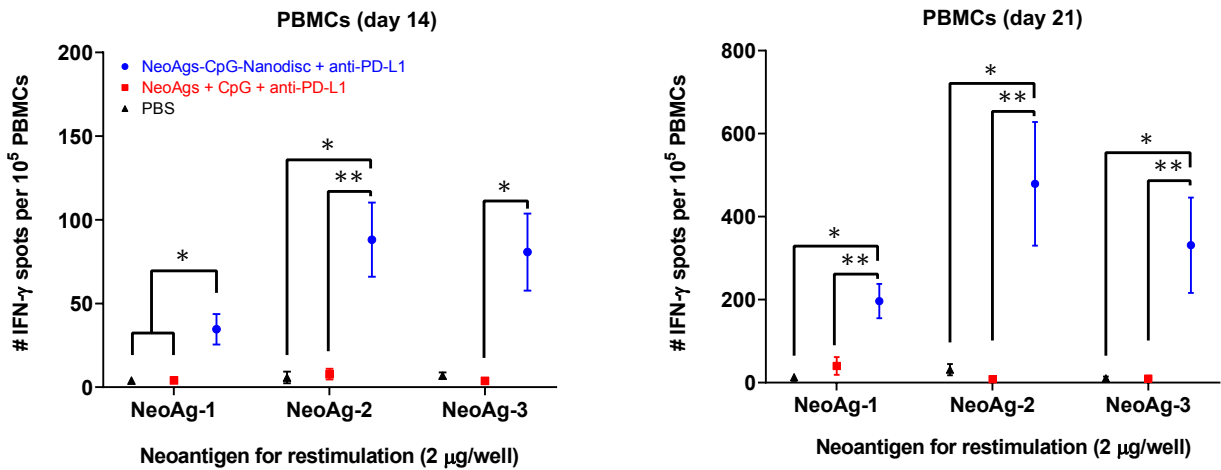 PBMCs (day 14)
# IFN-γ spots per 10⁵ PBMCs
200
150
100
50
0
NeoAgs-CpG-Nanodisc + anti-PD-L1
NeoAgs + CpG + anti-PD-L1
PBS
*
*
**
*
NeoAg-1 NeoAg-2 NeoAg-3
Neoantigen for restimulation (2 μg/well)
PBMCs (day 21)
# IFN-γ spots per 10⁵ PBMCs
800
600
400
200
0
*
**
*
**
*
**
NeoAg-1 NeoAg-2 NeoAg-3
Neoantigen for restimulation (2 μg/well)